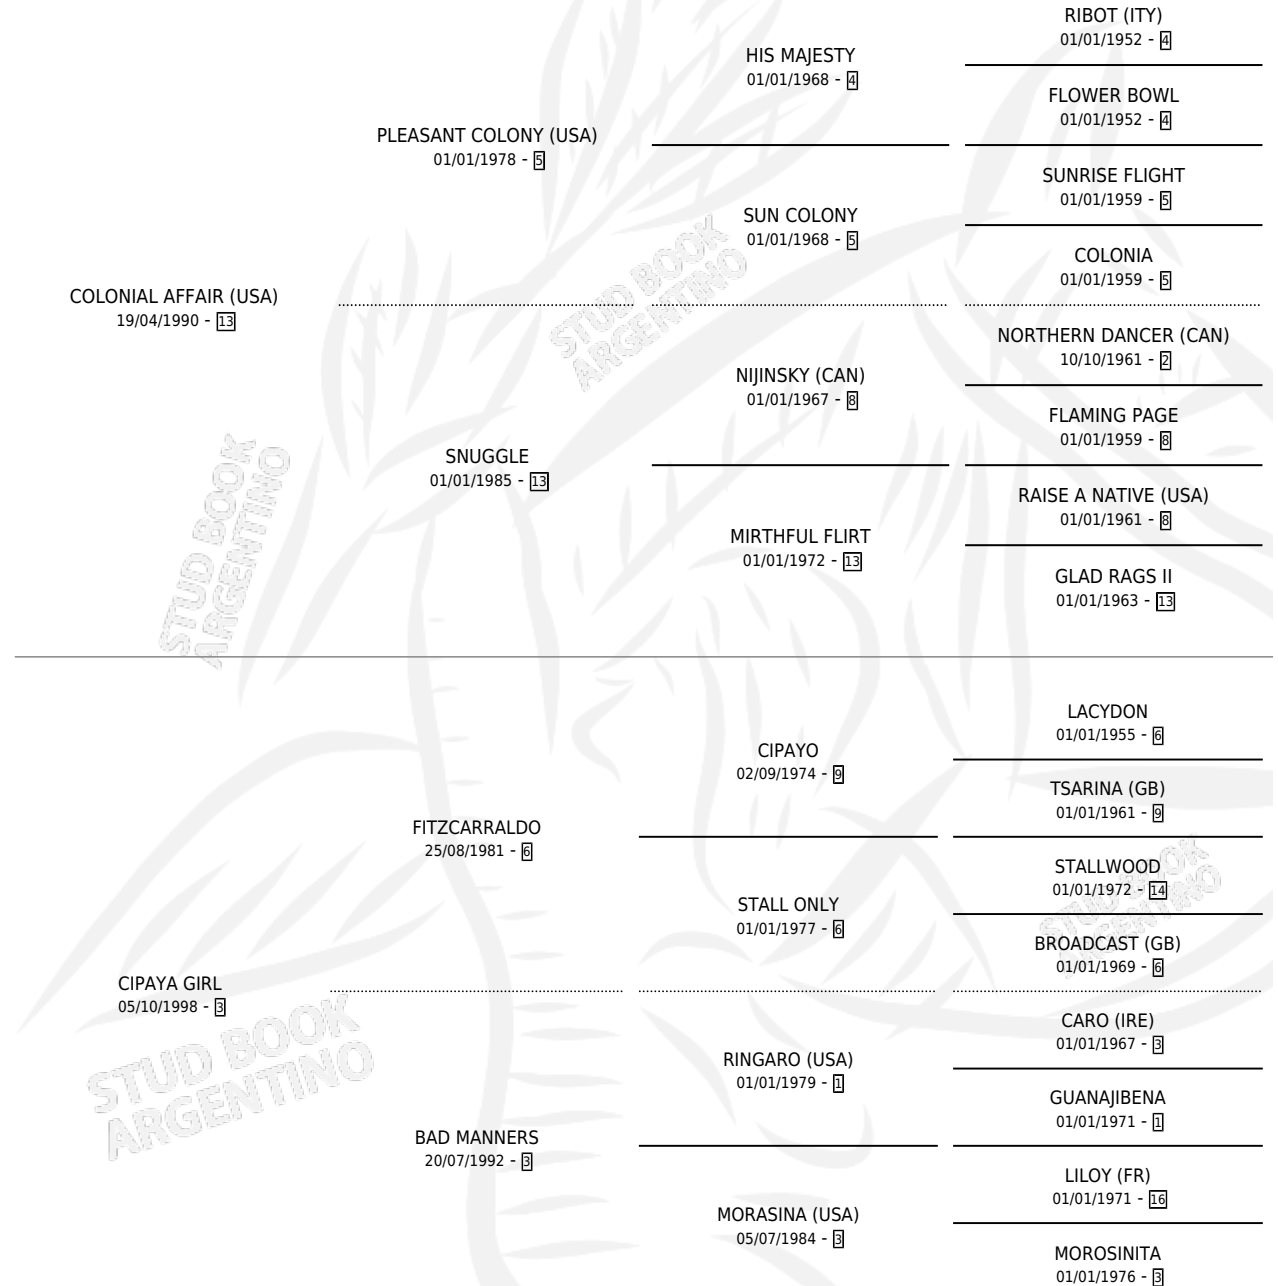 RIBOT (ITY)
01/01/1952 - 4
HIS MAJESTY
01/01/1968 - 4
FLOWER BOWL
01/01/1952 - 4
PLEASANT COLONY (USA)
01/01/1978 - 5
SUNRISE FLIGHT
01/01/1959 - 5
SUN COLONY
01/01/1968 - 5
COLONIA
01/01/1959 - 5
COLONIAL AFFAIR (USA)
19/04/1990 - 13
NORTHERN DANCER (CAN)
10/10/1961 - 2
NIJINSKY (CAN)
01/01/1967 - 8
FLAMING PAGE
01/01/1959 - 8
SNUGGLE
01/01/1985 - 13
RAISE A NATIVE (USA)
01/01/1961 - 8
MIRTHFUL FLIRT
01/01/1972 - 13
GLAD RAGS II
01/01/1963 - 13
LACYDON
01/01/1955 - 6
CIPAYO
02/09/1974 - 9
TSARINA (GB)
01/01/1961 - 9
FITZCARRALDO
25/08/1981 - 6
STALLWOOD
01/01/1972 - 14
STALL ONLY
01/01/1977 - 6
BROADCAST (GB)
01/01/1969 - 6
CIPAYA GIRL
05/10/1998 - 3
CARO (IRE)
01/01/1967 - 3
RINGARO (USA)
01/01/1979 - 1
GUANAJIBENA
01/01/1971 - 1
BAD MANNERS
20/07/1992 - 3
LILOY (FR)
01/01/1971 - 16
MORASINA (USA)
05/07/1984 - 3
MOROSINITA
01/01/1976 - 3
STUD BOOK
ARGENTINO
STUD BOOK
ARGENTINO
STUD BOOK
ARGENTINO
STUD BOOK
ARGENTINO